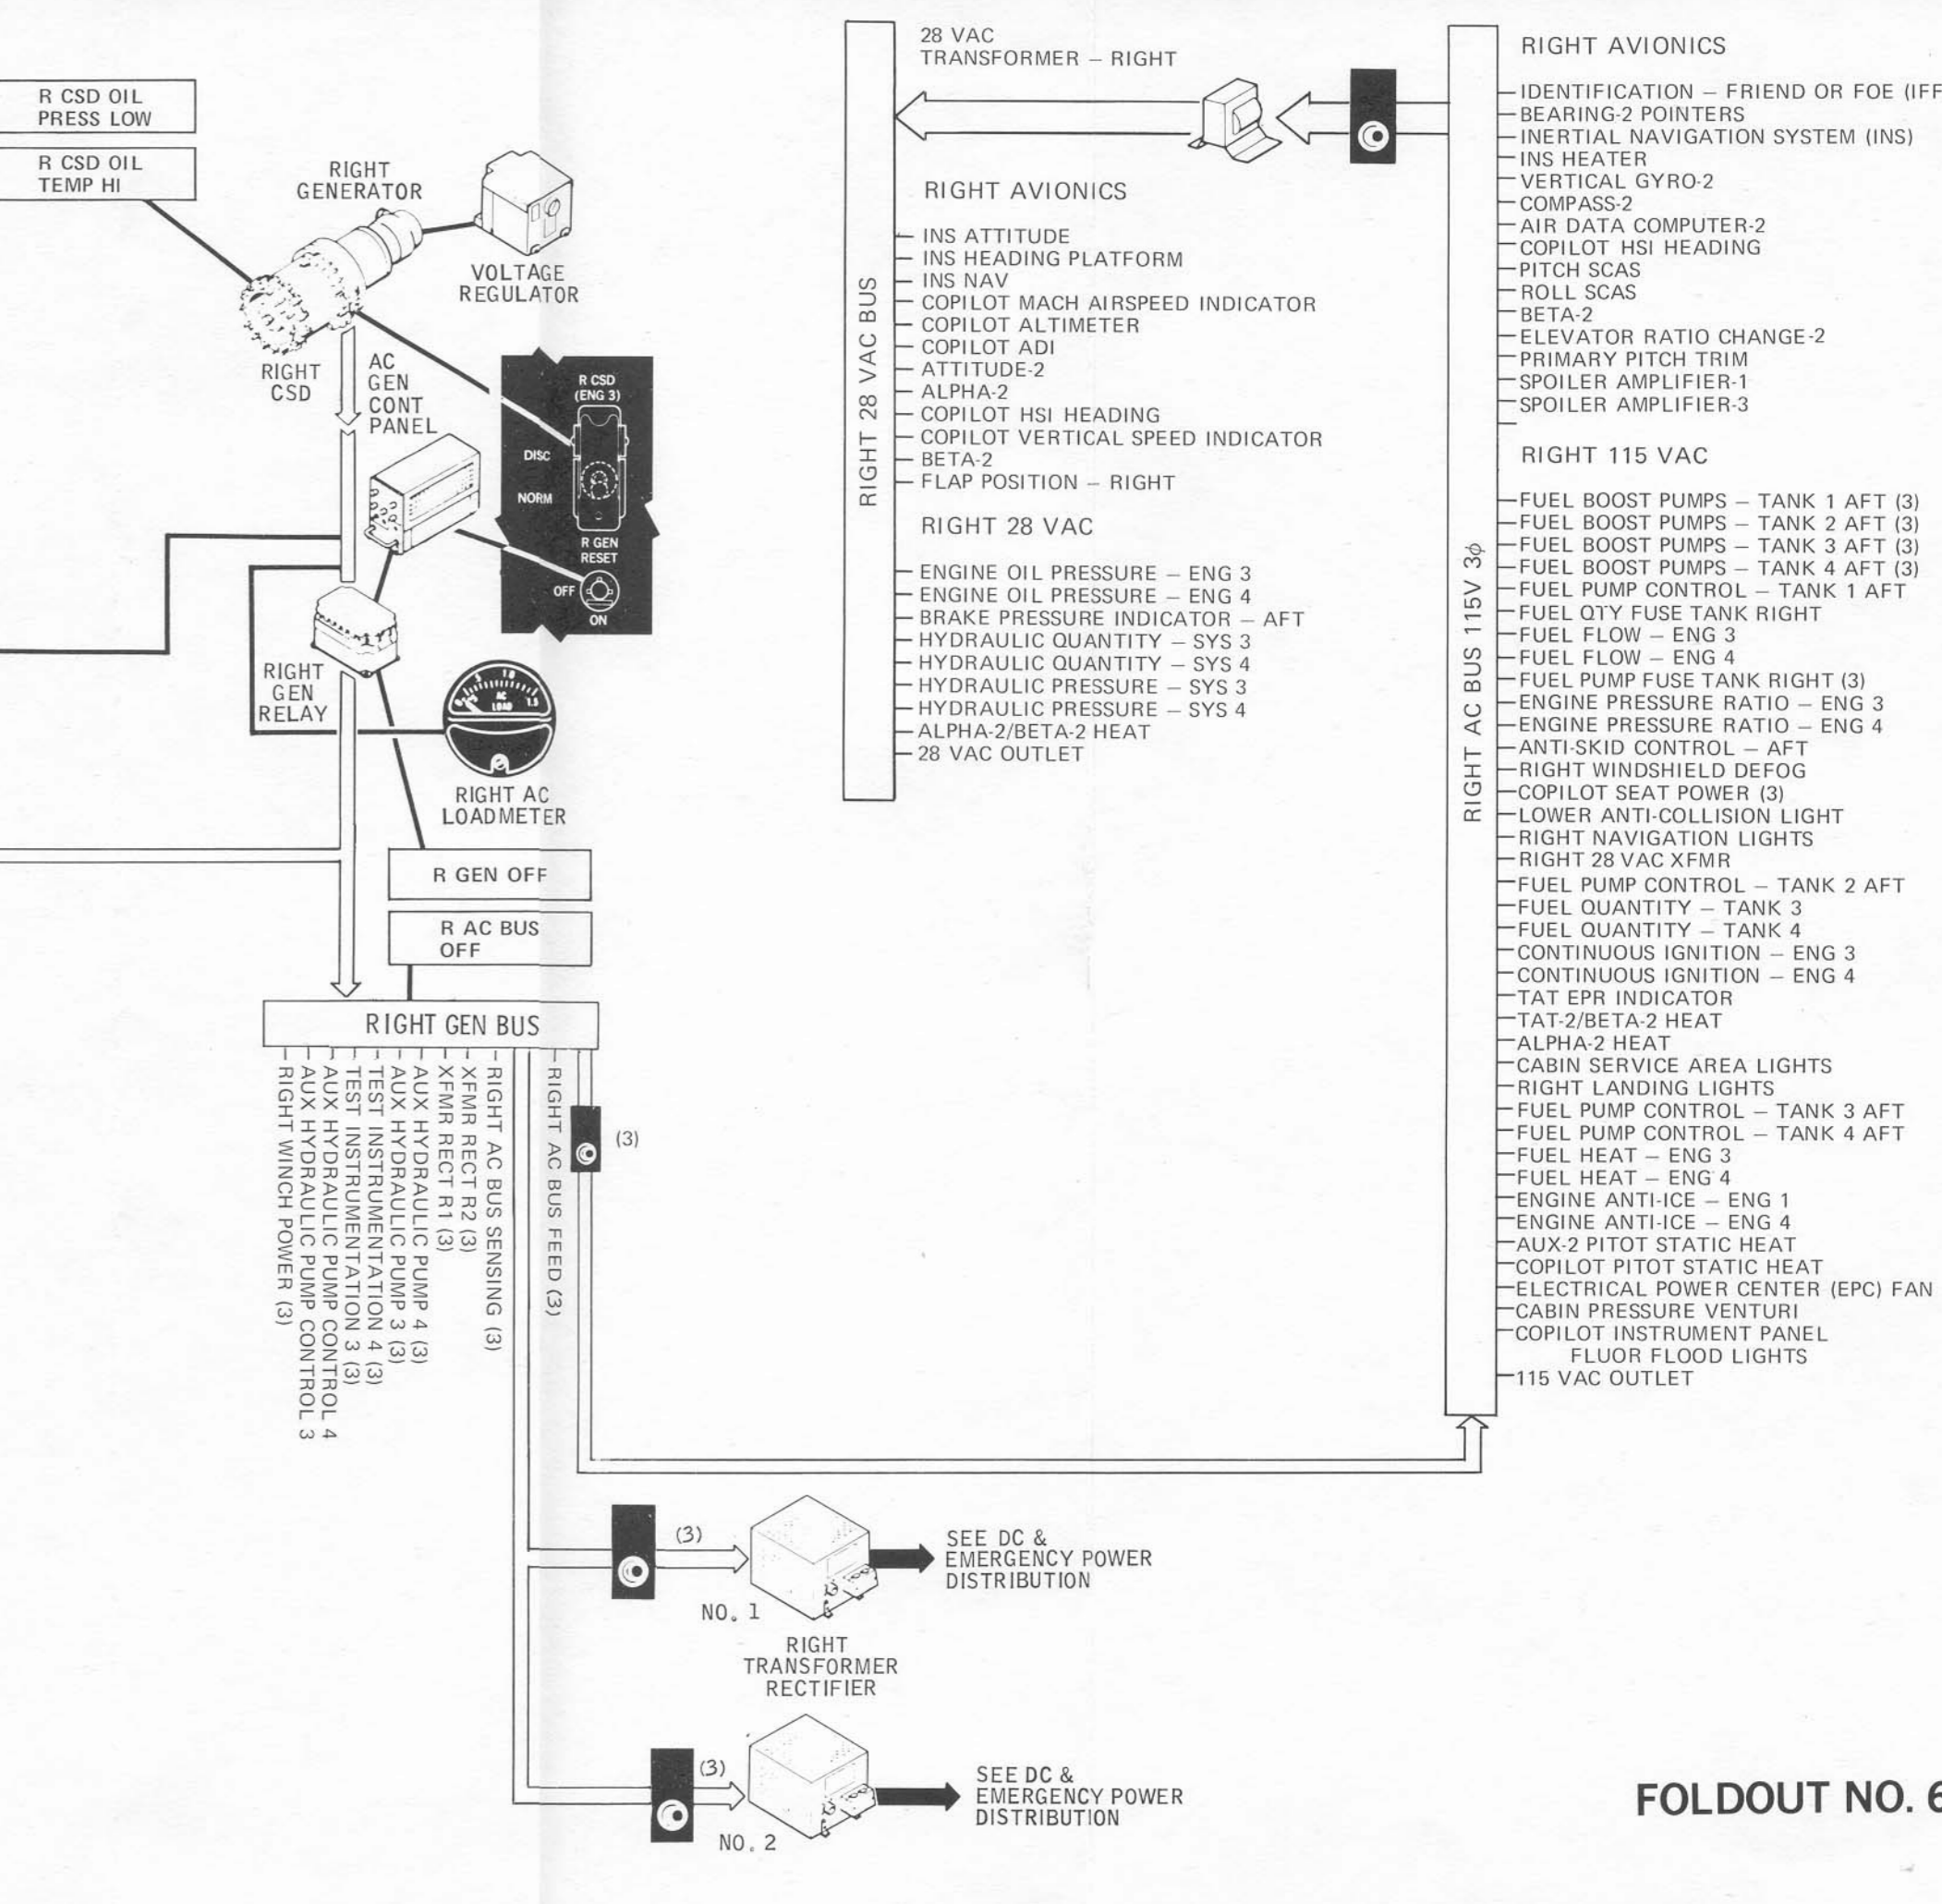 R CSD OIL
PRESS LOW
R CSD OIL
TEMP HI
RIGHT
GENERATOR
VOLTAGE
REGULATOR
RIGHT
CSD
AC
GEN
CONT
PANEL
R CSD
(ENG 3)
DISC
NORM
R GEN
RESET
OFF
ON
RIGHT
GEN
RELAY
0 .5 1.0 1.5
AC
LOAD
RIGHT AC
LOADMETER
R GEN OFF
R AC BUS
OFF
RIGHT GEN BUS
RIGHT WINCH POWER (3)
AUX HYDRAULIC PUMP CONTROL 3
AUX HYDRAULIC PUMP CONTROL 4
TEST INSTRUMENTATION 3 (3)
TEST INSTRUMENTATION 4 (3)
AUX HYDRAULIC PUMP 3 (3)
AUX HYDRAULIC PUMP 4 (3)
XFMR RECT R1 (3)
XFMR RECT R2 (3)
RIGHT AC BUS SENSING (3)
RIGHT AC BUS FEED (3)
(3)
(3)
NO. 1
SEE DC &
EMERGENCY POWER
DISTRIBUTION
RIGHT
TRANSFORMER
RECTIFIER
(3)
NO. 2
SEE DC &
EMERGENCY POWER
DISTRIBUTION
28 VAC
TRANSFORMER – RIGHT
RIGHT 28 VAC BUS
RIGHT AVIONICS
INS ATTITUDE
INS HEADING PLATFORM
INS NAV
COPILOT MACH AIRSPEED INDICATOR
COPILOT ALTIMETER
COPILOT ADI
ATTITUDE-2
ALPHA-2
COPILOT HSI HEADING
COPILOT VERTICAL SPEED INDICATOR
BETA-2
FLAP POSITION – RIGHT
RIGHT 28 VAC
ENGINE OIL PRESSURE – ENG 3
ENGINE OIL PRESSURE – ENG 4
BRAKE PRESSURE INDICATOR – AFT
HYDRAULIC QUANTITY – SYS 3
HYDRAULIC QUANTITY – SYS 4
HYDRAULIC PRESSURE – SYS 3
HYDRAULIC PRESSURE – SYS 4
ALPHA-2/BETA-2 HEAT
28 VAC OUTLET
RIGHT AC BUS 115V 3ϕ
RIGHT AVIONICS
IDENTIFICATION – FRIEND OR FOE (IFF
BEARING-2 POINTERS
INERTIAL NAVIGATION SYSTEM (INS)
INS HEATER
VERTICAL GYRO-2
COMPASS-2
AIR DATA COMPUTER-2
COPILOT HSI HEADING
PITCH SCAS
ROLL SCAS
BETA-2
ELEVATOR RATIO CHANGE-2
PRIMARY PITCH TRIM
SPOILER AMPLIFIER-1
SPOILER AMPLIFIER-3
RIGHT 115 VAC
FUEL BOOST PUMPS – TANK 1 AFT (3)
FUEL BOOST PUMPS – TANK 2 AFT (3)
FUEL BOOST PUMPS – TANK 3 AFT (3)
FUEL BOOST PUMPS – TANK 4 AFT (3)
FUEL PUMP CONTROL – TANK 1 AFT
FUEL QTY FUSE TANK RIGHT
FUEL FLOW – ENG 3
FUEL FLOW – ENG 4
FUEL PUMP FUSE TANK RIGHT (3)
ENGINE PRESSURE RATIO – ENG 3
ENGINE PRESSURE RATIO – ENG 4
ANTI-SKID CONTROL – AFT
RIGHT WINDSHIELD DEFOG
COPILOT SEAT POWER (3)
LOWER ANTI-COLLISION LIGHT
RIGHT NAVIGATION LIGHTS
RIGHT 28 VAC XFMR
FUEL PUMP CONTROL – TANK 2 AFT
FUEL QUANTITY – TANK 3
FUEL QUANTITY – TANK 4
CONTINUOUS IGNITION – ENG 3
CONTINUOUS IGNITION – ENG 4
TAT EPR INDICATOR
TAT-2/BETA-2 HEAT
ALPHA-2 HEAT
CABIN SERVICE AREA LIGHTS
RIGHT LANDING LIGHTS
FUEL PUMP CONTROL – TANK 3 AFT
FUEL PUMP CONTROL – TANK 4 AFT
FUEL HEAT – ENG 3
FUEL HEAT – ENG 4
ENGINE ANTI-ICE – ENG 1
ENGINE ANTI-ICE – ENG 4
AUX-2 PITOT STATIC HEAT
COPILOT PITOT STATIC HEAT
ELECTRICAL POWER CENTER (EPC) FAN
CABIN PRESSURE VENTURI
COPILOT INSTRUMENT PANEL
FLUOR FLOOD LIGHTS
115 VAC OUTLET
FOLDOUT NO. 6